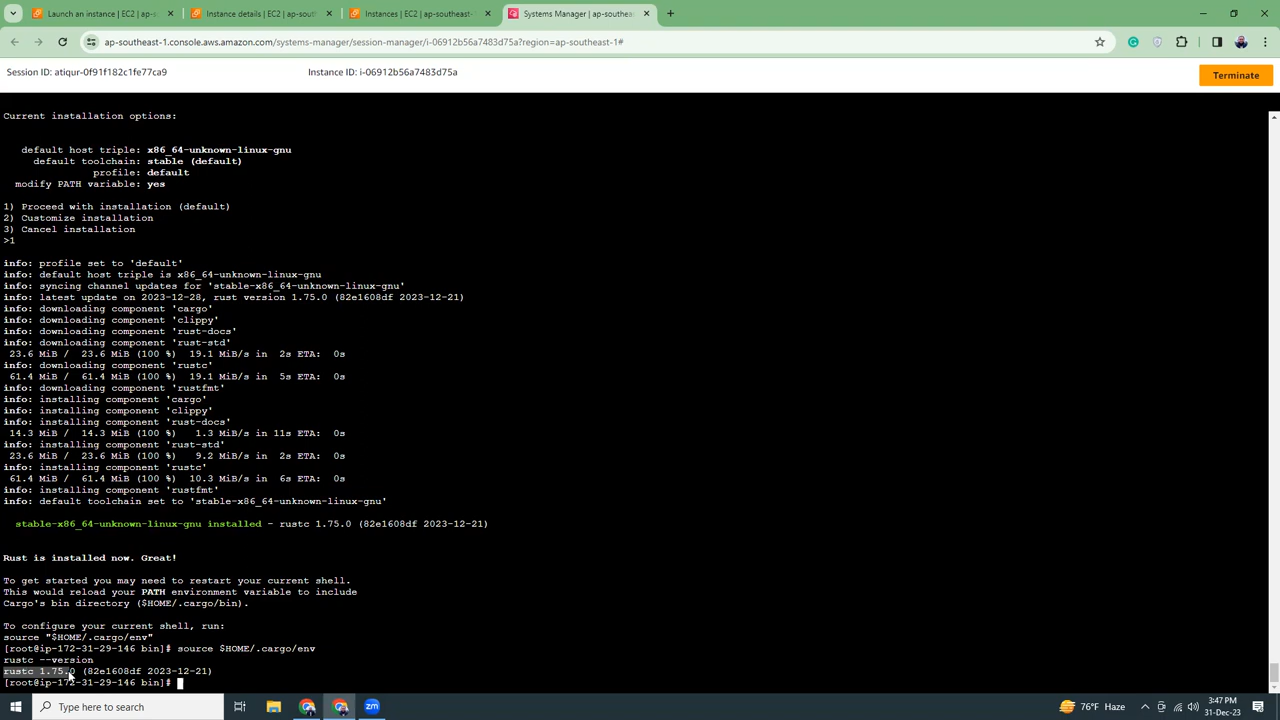 Launch an instance | EC2 | ap-s
Instance details | EC2 | ap-sout
Instances | EC2 | ap-southeast-
Systems Manager | ap-southeas
ap-southeast-1.console.aws.amazon.com/systems-manager/session-manager/i-06912b56a7483d75a?region=ap-southeast-1#
Session ID: atiqur-0f91f182c1fe77ca9
Instance ID: i-06912b56a7483d75a
Terminate
Current installation options:
default host triple: x86_64-unknown-linux-gnu
default toolchain: stable (default)
profile: default
modify PATH variable: yes
1) Proceed with installation (default)
2) Customize installation
3) Cancel installation
>1
info: profile set to 'default'
info: default host triple is x86_64-unknown-linux-gnu
info: syncing channel updates for 'stable-x86_64-unknown-linux-gnu'
info: latest update on 2023-12-28, rust version 1.75.0 (82e1608df 2023-12-21)
info: downloading component 'cargo'
info: downloading component 'clippy'
info: downloading component 'rust-docs'
info: downloading component 'rust-std'
23.6 MiB / 23.6 MiB (100 %) 19.1 MiB/s in 2s ETA: 0s
info: downloading component 'rustc'
61.4 MiB / 61.4 MiB (100 %) 19.1 MiB/s in 5s ETA: 0s
info: downloading component 'rustfmt'
info: installing component 'cargo'
info: installing component 'clippy'
info: installing component 'rust-docs'
14.3 MiB / 14.3 MiB (100 %) 1.3 MiB/s in 11s ETA: 0s
info: installing component 'rust-std'
23.6 MiB / 23.6 MiB (100 %) 9.2 MiB/s in 2s ETA: 0s
info: installing component 'rustc'
61.4 MiB / 61.4 MiB (100 %) 10.3 MiB/s in 6s ETA: 0s
info: installing component 'rustfmt'
info: default toolchain set to 'stable-x86_64-unknown-linux-gnu'
stable-x86_64-unknown-linux-gnu installed - rustc 1.75.0 (82e1608df 2023-12-21)
Rust is installed now. Great!
To get started you may need to restart your current shell.
This would reload your PATH environment variable to include
Cargo's bin directory ($HOME/.cargo/bin).
To configure your current shell, run:
source "$HOME/.cargo/env"
[root@ip-172-31-29-146 bin]# source $HOME/.cargo/env
rustc --version
rustc 1.75.0 (82e1608df 2023-12-21)
[root@ip-172-31-29-146 bin]#
Type here to search
76°F Haze
3:47 PM
31-Dec-23